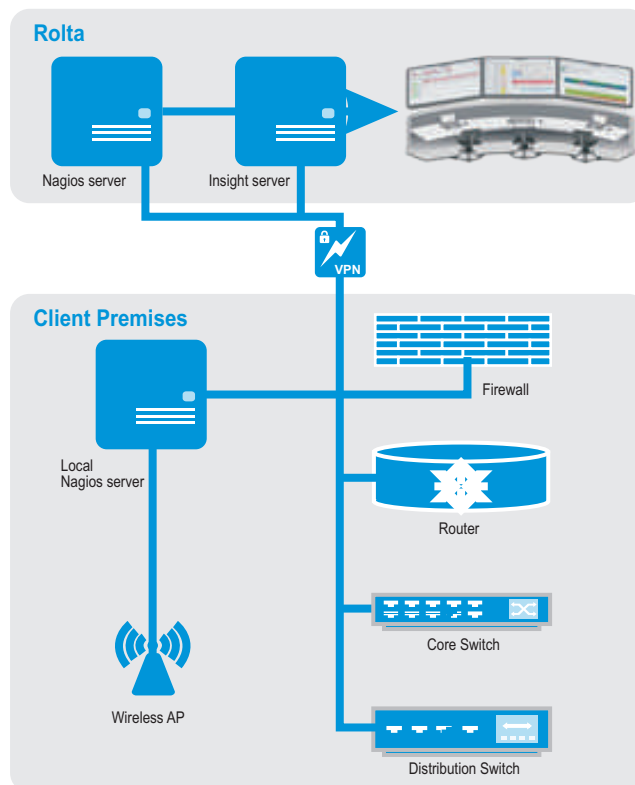 Rolta
Nagios server
Insight server
VPN
Client Premises
Firewall
Local
Nagios server
Router
Core Switch
Wireless AP
Distribution Switch